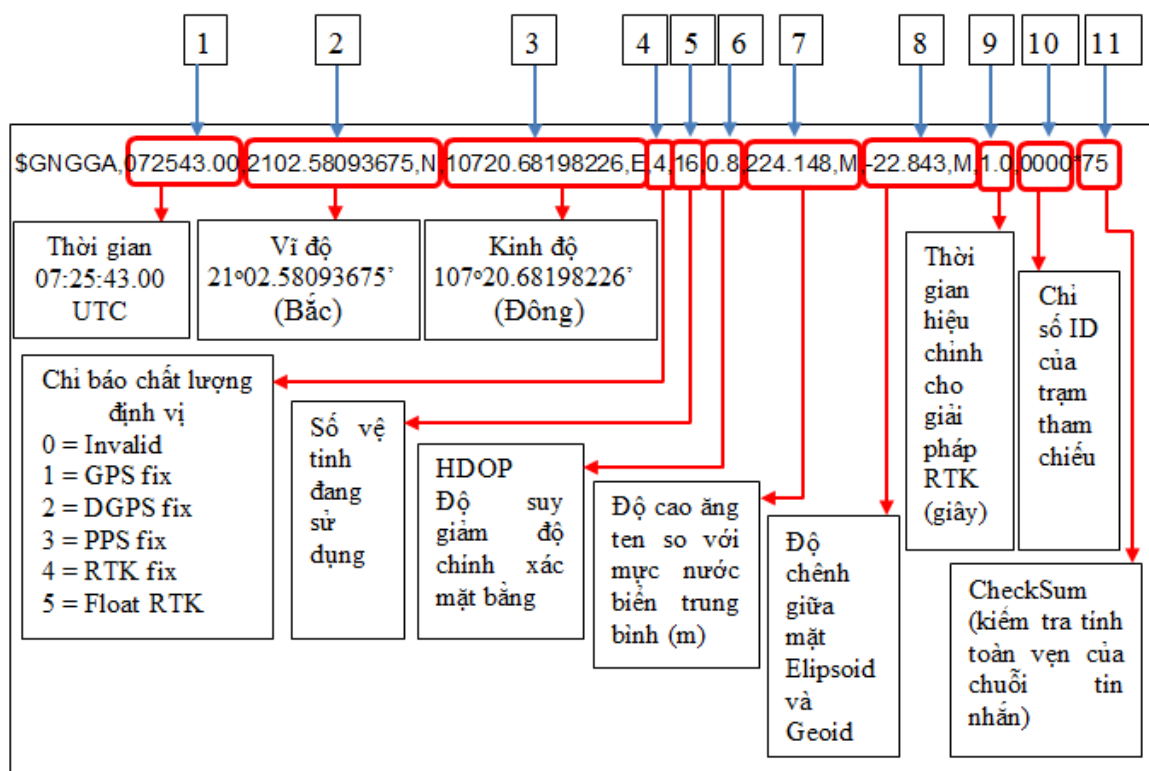 1 2 3 4 5 6 7 8 9 10 11
$GNGGA,072543.00,2102.58093675,N,10720.68198226,E,4,16,0.8,224.148,M,-22.843,M,1.0,0000*75
Thời gian
07:25:43.00
UTC
Vĩ độ
21º02.58093675’
(Bắc)
Kinh độ
107º20.68198226’
(Đông)
Chỉ báo chất lượng
định vị
0 = Invalid
1 = GPS fix
2 = DGPS fix
3 = PPS fix
4 = RTK fix
5 = Float RTK
Số vệ
tinh
đang
sử
dụng
HDOP
Độ suy
giảm độ
chính xác
mặt bằng
Độ cao ăng
ten so với
mực nước
biển trung
bình (m)
Độ
chênh
giữa
mặt
Elipsoid
và
Geoid
Thời
gian
hiệu
chỉnh
cho
giải
pháp
RTK
(giây)
Chỉ
số ID
của
trạm
tham
chiếu
CheckSum
(kiểm tra tính
toàn vẹn của
chuỗi tin
nhắn)